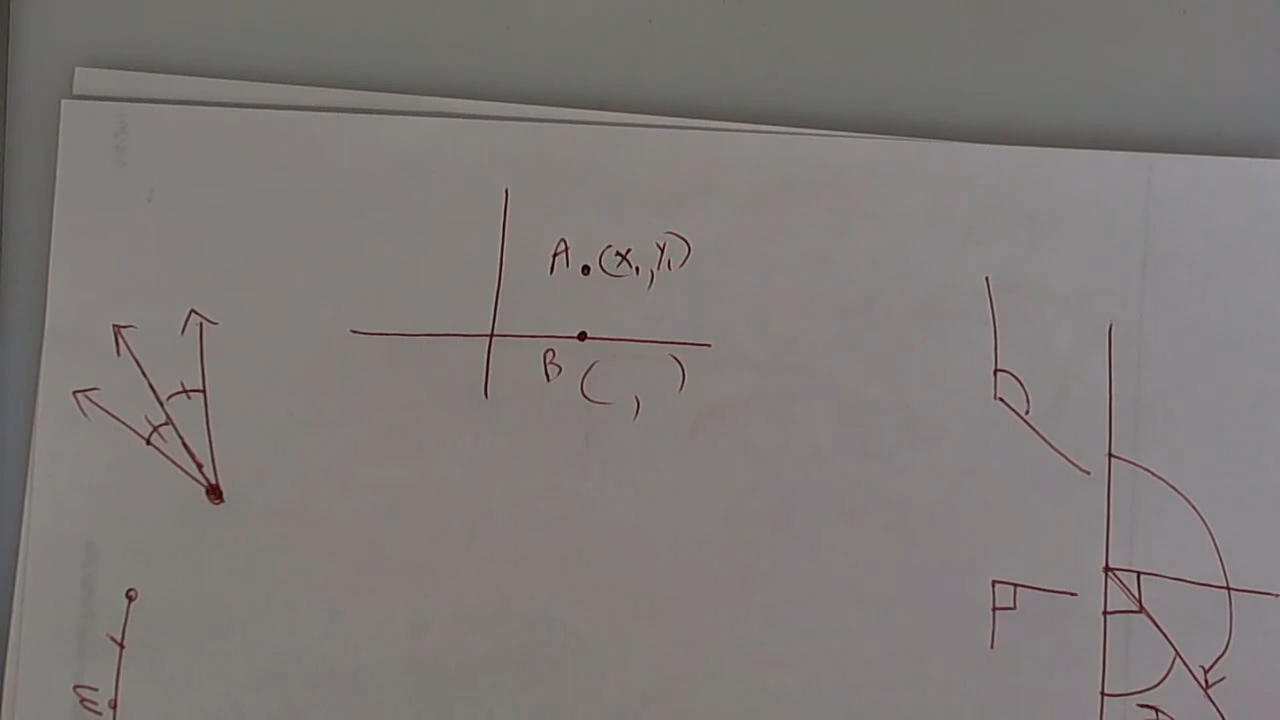 A (x₁, y₁)
B ( , )